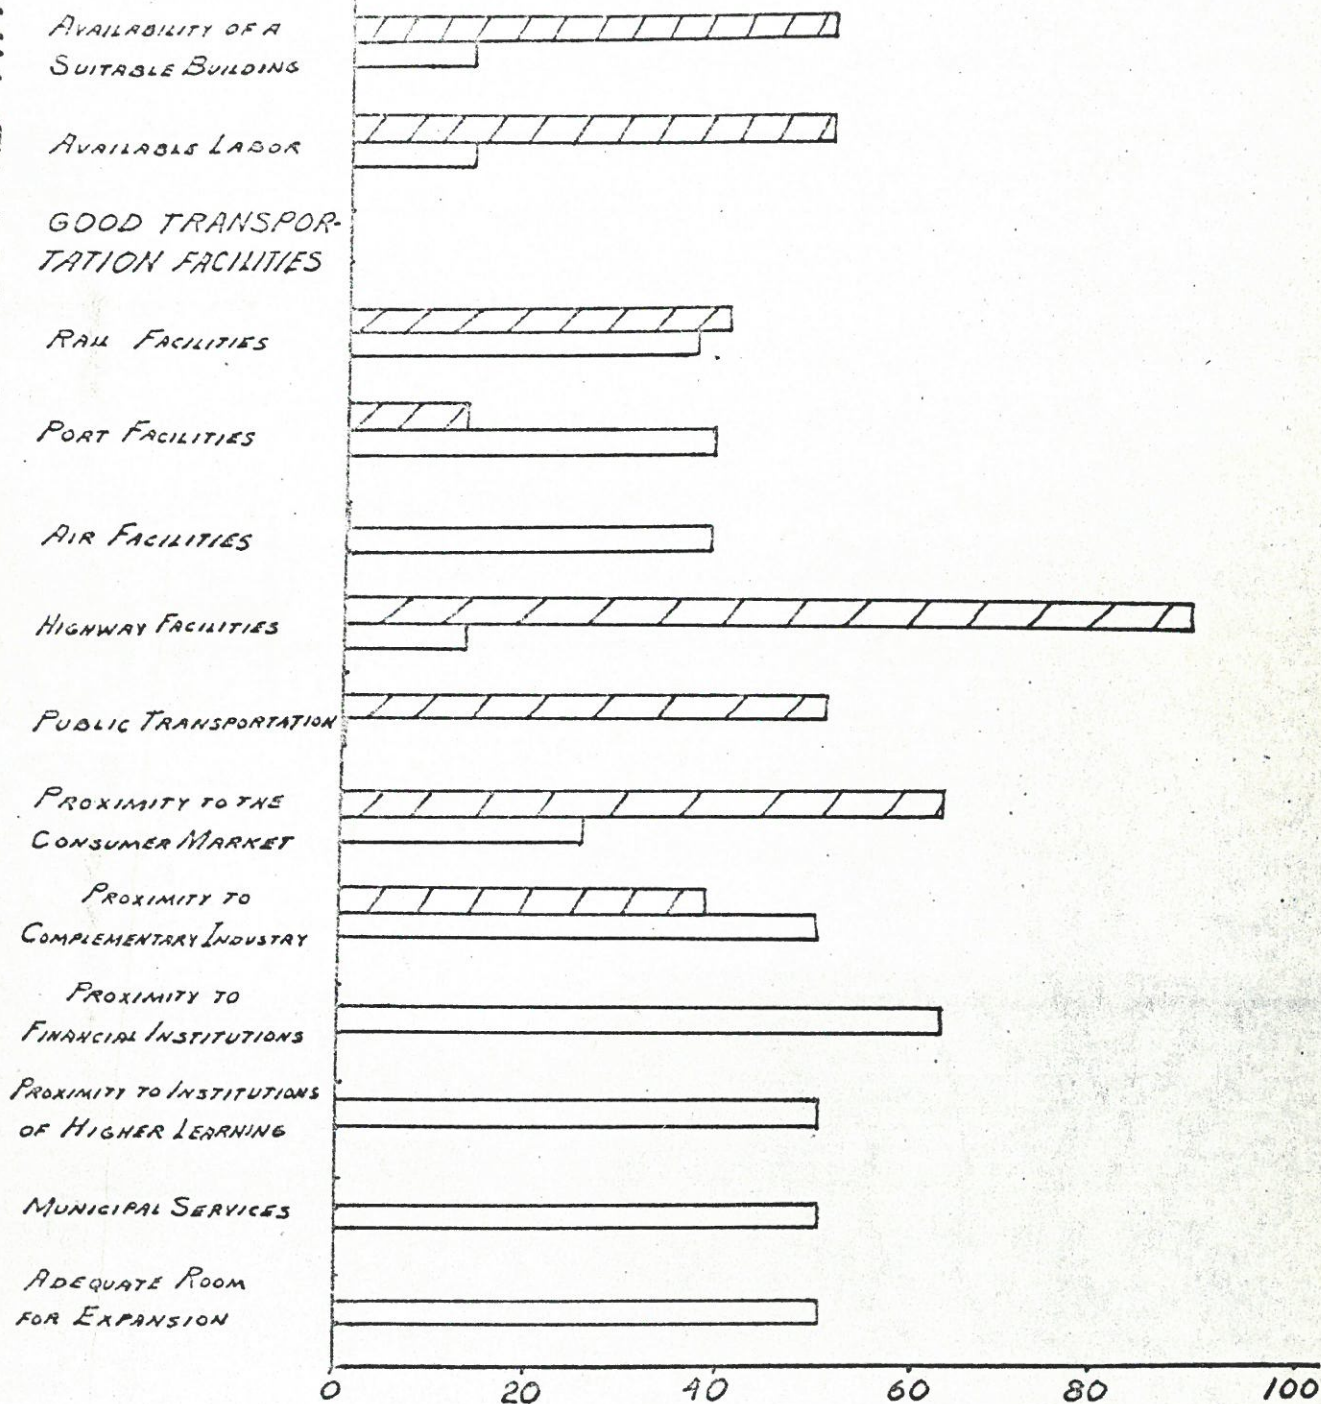 AVAILABILITY OF A
SUITABLE BUILDING
AVAILABLE LABOR
GOOD TRANSPOR-
TATION FACILITIES
RAIL FACILITIES
PORT FACILITIES
AIR FACILITIES
HIGHWAY FACILITIES
PUBLIC TRANSPORTATION
PROXIMITY TO THE
CONSUMER MARKET
PROXIMITY TO
COMPLEMENTARY INDUSTRY
PROXIMITY TO
FINANCIAL INSTITUTIONS
PROXIMITY TO INSTITUTIONS
OF HIGHER LEARNING
MUNICIPAL SERVICES
ADEQUATE ROOM
FOR EXPANSION
0 20 40 60 80 100